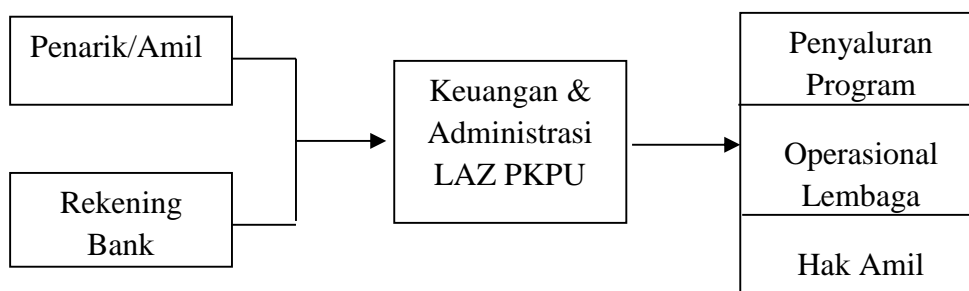 Penarik/Amil
Rekening
Bank
Keuangan &
Administrasi
LAZ PKPU
Penyaluran
Program
Operasional
Lembaga
Hak Amil